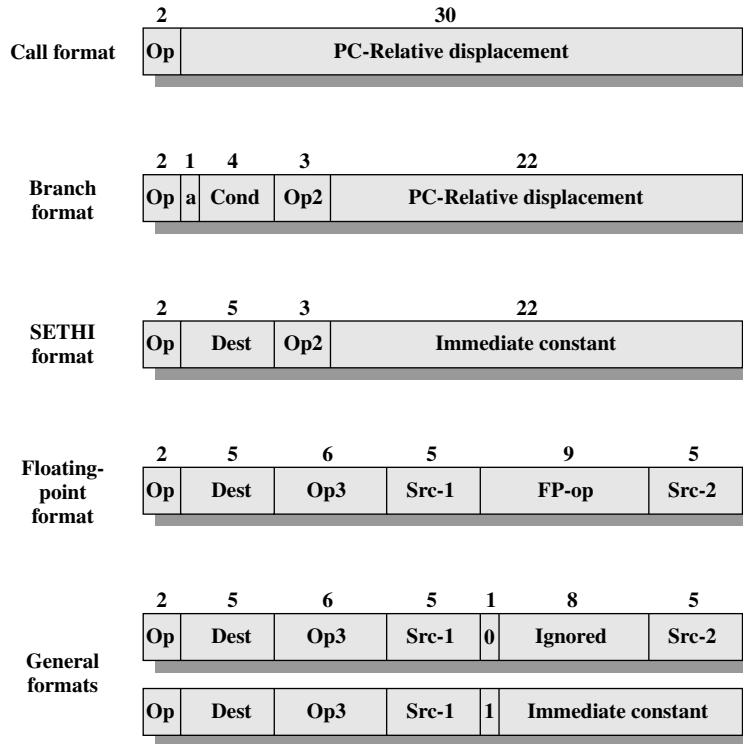 2 30
Call format Op PC-Relative displacement
2 1 4 3 22
Branch
format
Op a Cond Op2 PC-Relative displacement
2 5 3 22
SETHI
format
Op Dest Op2 Immediate constant
2 5 6 5 9 5
Floating-
point
format
Op Dest Op3 Src-1 FP-op Src-2
2 5 6 5 1 8 5
Op Dest Op3 Src-1 0 Ignored Src-2
General
formats
Op Dest Op3 Src-1 1 Immediate constant